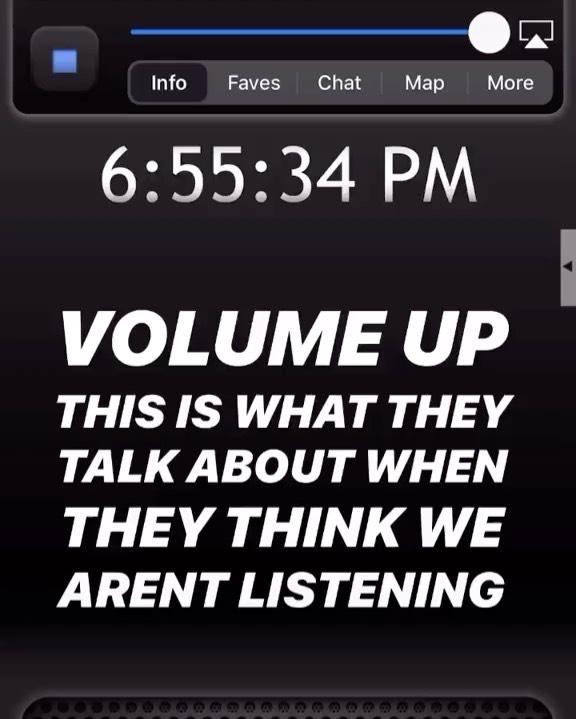 Info Faves Chat Map More
6:55:34 PM
VOLUME UP
THIS IS WHAT THEY
TALK ABOUT WHEN
THEY THINK WE
ARENT LISTENING